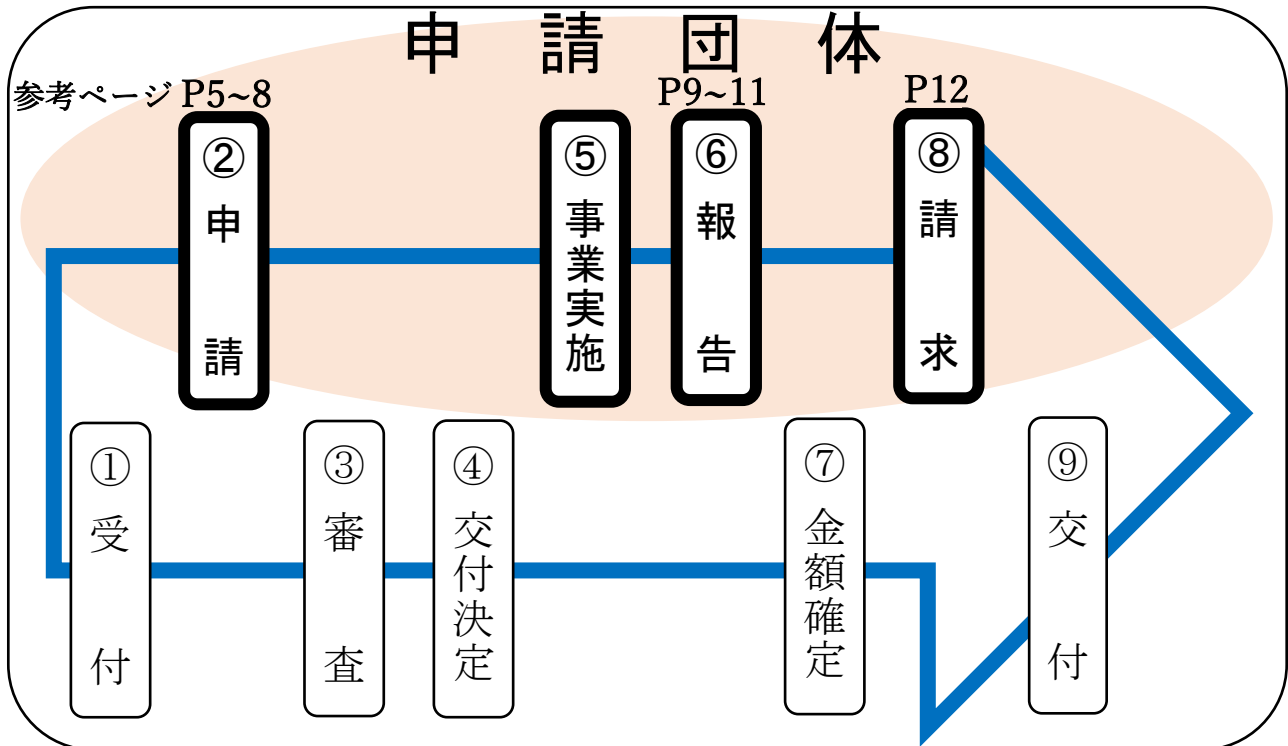 申請団体
参考ページ P5~8
P9~11
P12
②申請
⑤事業実施
⑥報告
⑧請求
①受付
③審査
④交付決定
⑦金額確定
⑨交付